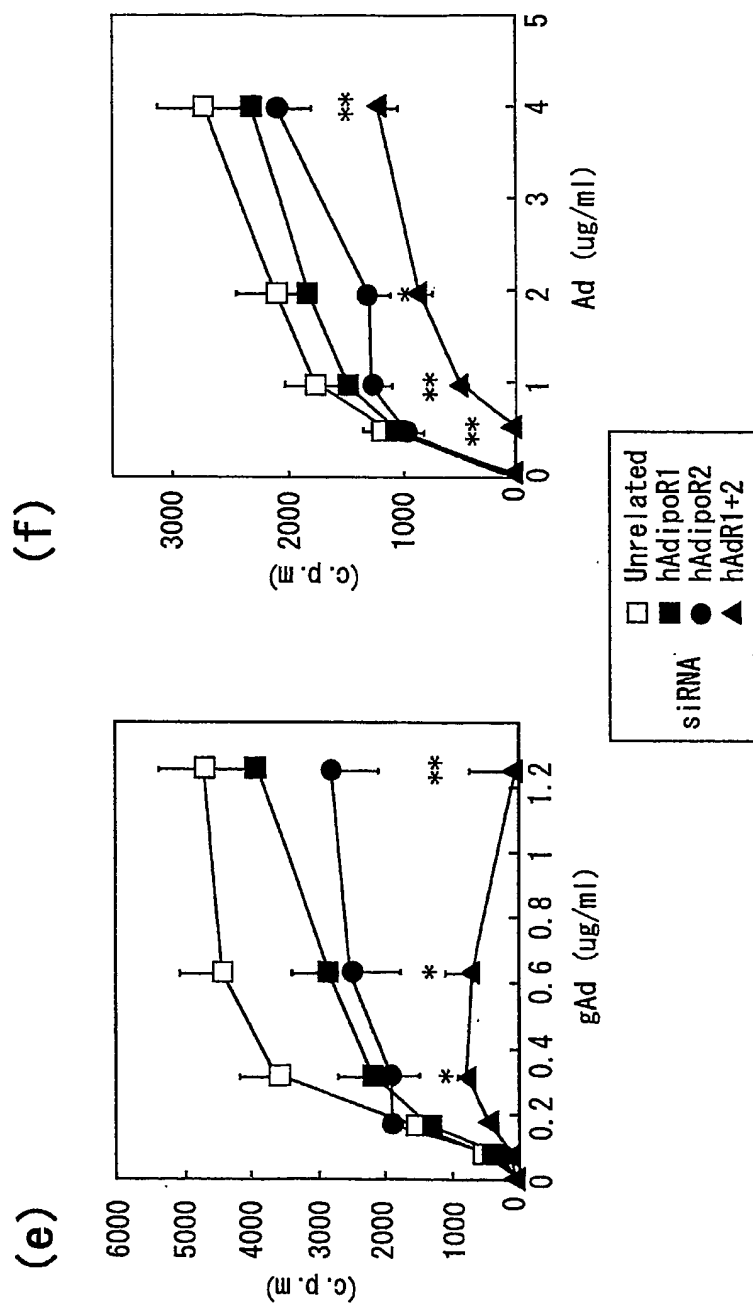 (e)
6000
5000
4000
3000
2000
1000
0
(c.p.m)
0 0.2 0.4 0.6 0.8 1 1.2
gAd (ug/ml)
* * **
(f)
3000
2000
1000
0
(c.p.m)
0 1 2 3 4 5
Ad (ug/ml)
** ** * **
siRNA
Unrelated
hAdipoR1
hAdipoR2
hAdR1+2